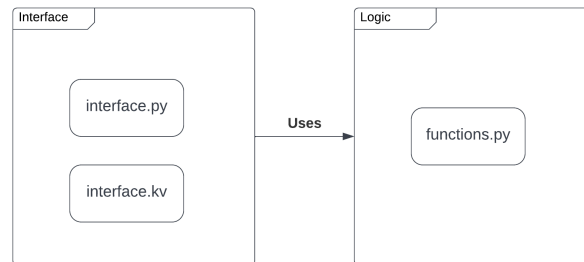 Interface
interface.py
interface.kv
Uses
Logic
functions.py